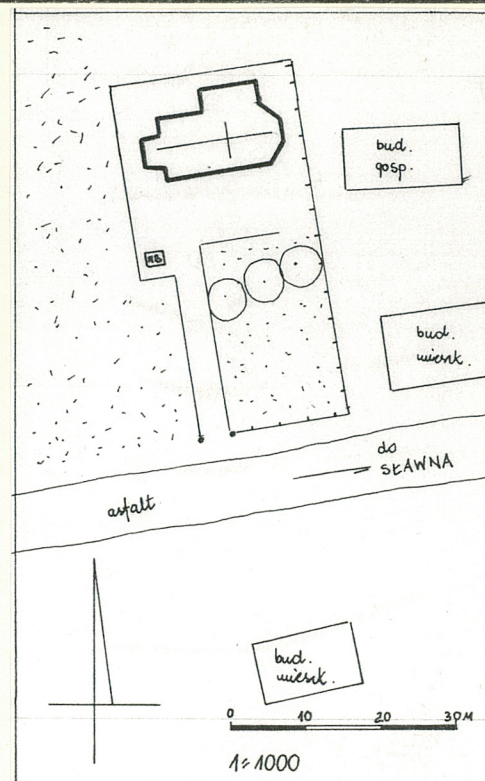 bud.
gosp.
bud.
mieszk.
do
SŁAWNA
asfalt
bud.
mieszk.
0 10 20 30M
1:1000